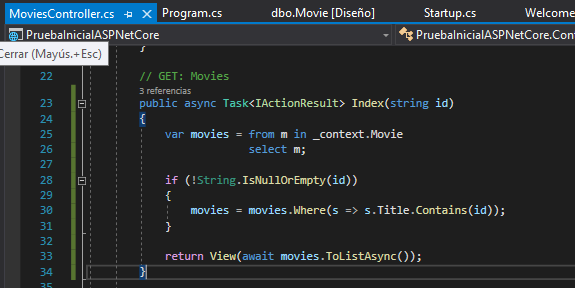 MoviesController.cs Program.cs dbo.Movie [Diseño] Startup.cs Welcome
PruebaInicialASPNetCore PruebaInicialASPNetCore.Con
Cerrar (Mayús.+Esc)
}
22 // GET: Movies
3 referencias
23 public async Task<IActionResult> Index(string id)
24 {
25 var movies = from m in _context.Movie
26 select m;
27
28 if (!String.IsNullOrEmpty(id))
29 {
30 movies = movies.Where(s => s.Title.Contains(id));
31 }
32
33 return View(await movies.ToListAsync());
34 }